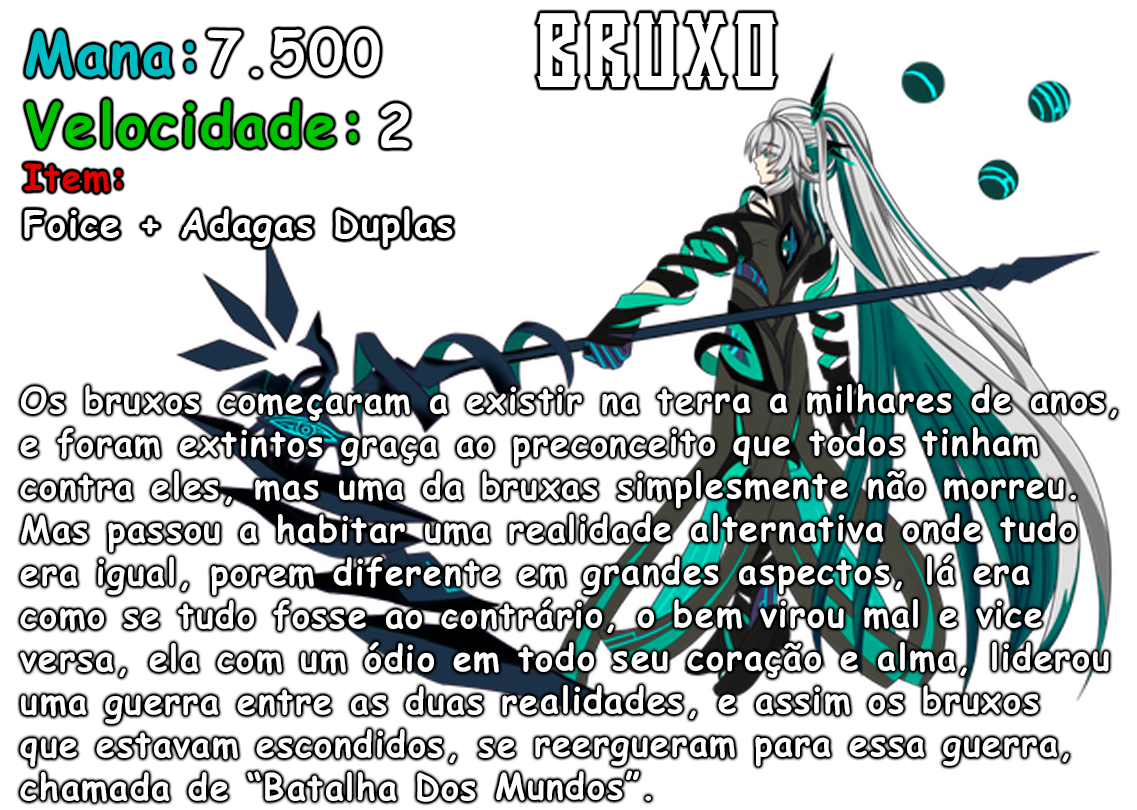 BRUXO
Mana: 7.500
Velocidade: 2
Item:
Foice + Adagas Duplas
Os bruxos começaram a existir na terra a milhares de anos,
e foram extintos graça ao preconceito que todos tinham
contra eles, mas uma da bruxas simplesmente não morreu.
Mas passou a habitar uma realidade alternativa onde tudo
era igual, porem diferente em grandes aspectos, lá era
como se tudo fosse ao contrário, o bem virou mal e vice
versa, ela com um ódio em todo seu coração e alma, liderou
uma guerra entre as duas realidades, e assim os bruxos
que estavam escondidos, se reergueram para essa guerra,
chamada de “Batalha Dos Mundos”.